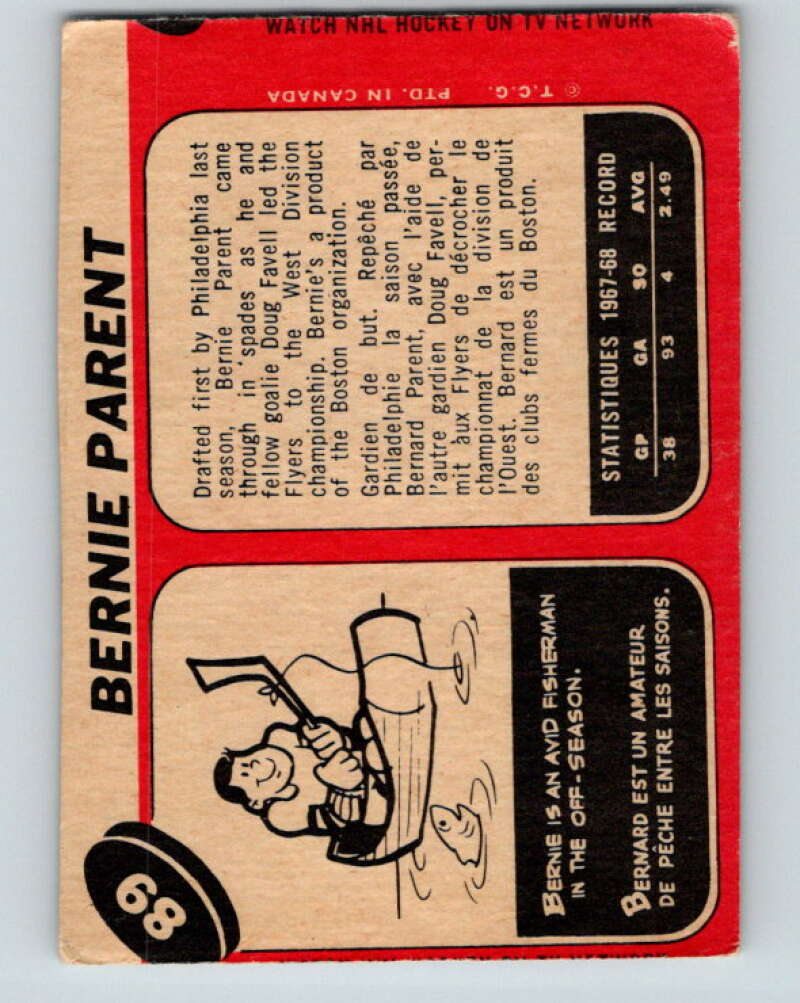 BERNIE PARENT
68
BERNIE IS AN AVID FISHERMAN
IN THE OFF-SEASON.
BERNARD EST UN AMATEUR
DE PÊCHE ENTRE LES SAISONS.
Drafted first by Philadelphia last
season, Bernie Parent came
through in spades as he and
fellow goalie Doug Favell led the
Flyers to the West Division
championship. Bernie's a product
of the Boston organization.
Gardien de but. Repêché par
Philadelphie la saison passée,
Bernard Parent, avec l'aide de
l'autre gardien Doug Favell, per-
mit aux Flyers de décrocher le
championnat de la division de
l'Ouest. Bernard est un produit
des clubs fermes du Boston.
STATISTIQUES 1967-68 RECORD
GP GA SO AVG
38 93 4 2.49
© T.C.G. PTD. IN CANADA
WATCH NHL HOCKEY ON TV NETWORK